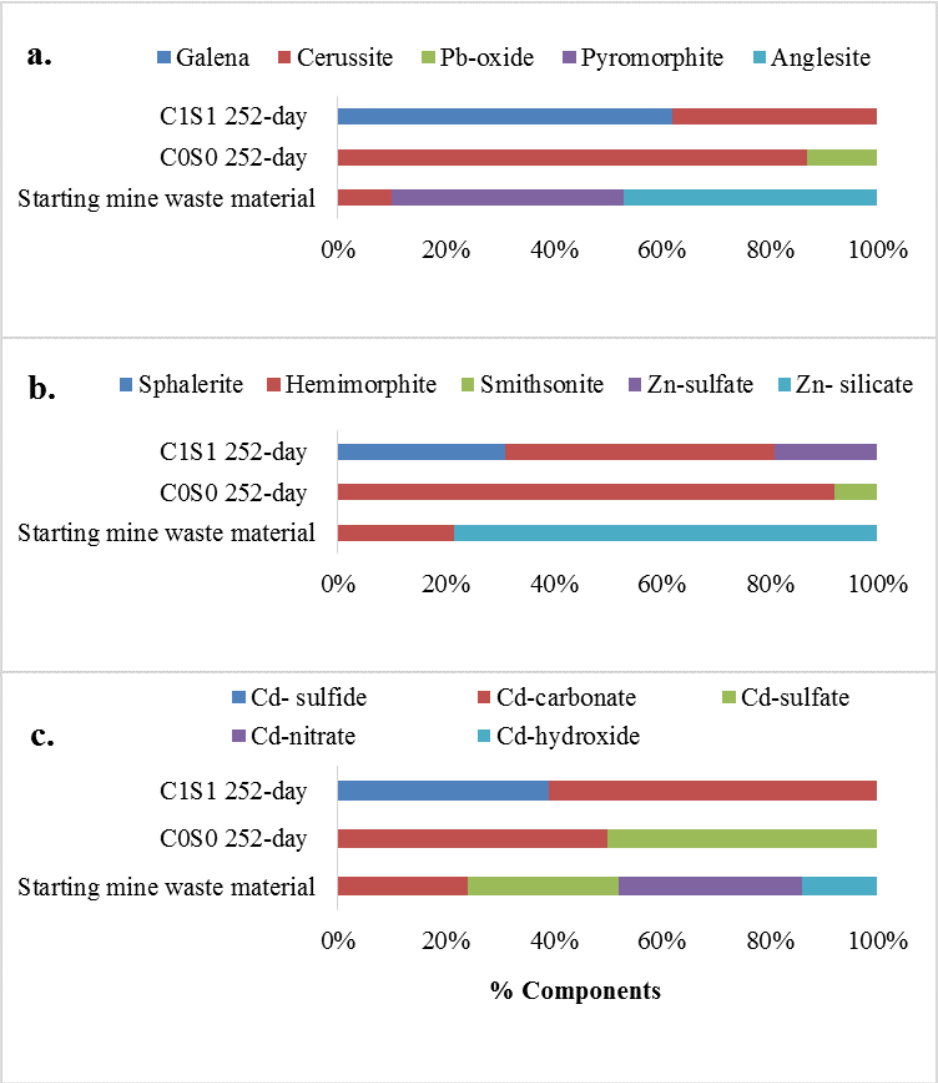 a.
Galena Cerussite Pb-oxide Pyromorphite Anglesite
C1S1 252-day
C0S0 252-day
Starting mine waste material
0% 20% 40% 60% 80% 100%
b.
Sphalerite Hemimorphite Smithsonite Zn-sulfate Zn- silicate
C1S1 252-day
C0S0 252-day
Starting mine waste material
0% 20% 40% 60% 80% 100%
Cd- sulfide Cd-carbonate Cd-sulfate
c.
Cd-nitrate Cd-hydroxide
C1S1 252-day
C0S0 252-day
Starting mine waste material
0% 20% 40% 60% 80% 100%
% Components